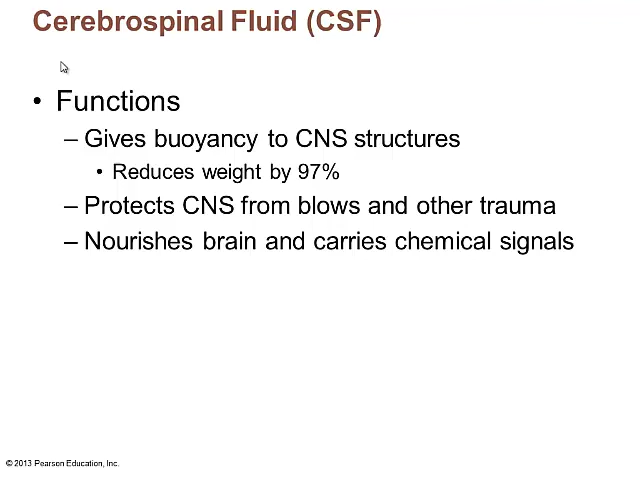 Cerebrospinal Fluid (CSF)
• Functions
– Gives buoyancy to CNS structures
• Reduces weight by 97%
– Protects CNS from blows and other trauma
– Nourishes brain and carries chemical signals
© 2013 Pearson Education, Inc.